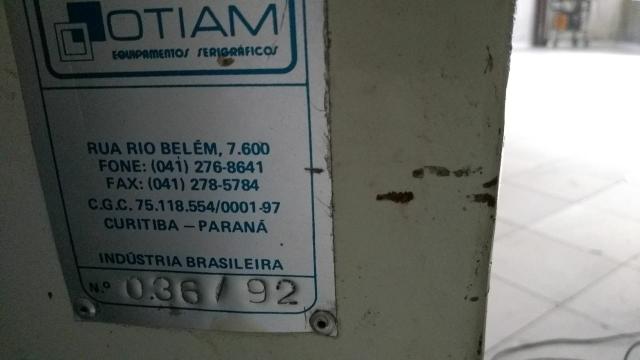 OTIAM
EQUIPAMENTOS SERIGRÁFICOS
RUA RIO BELÉM, 7.600
FONE: (041) 276-8641
FAX: (041) 278-5784
C.G.C. 75.118.554/0001-97
CURITIBA – PARANÁ
INDÚSTRIA BRASILEIRA
N.º 036/92